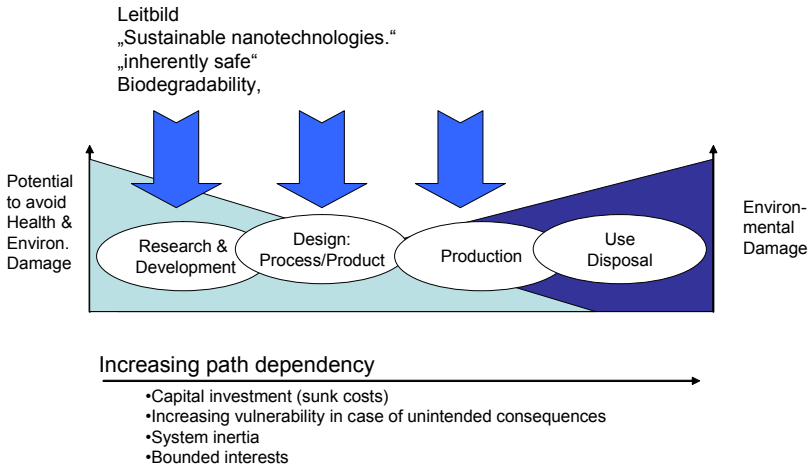 Leitbild
„Sustainable nanotechnologies.“
„inherently safe“
Biodegradability,
Potential
to avoid
Health &
Environ.
Damage
Research &
Development
Design:
Process/Product
Production
Use
Disposal
Environ-
mental
Damage
Increasing path dependency
•Capital investment (sunk costs)
•Increasing vulnerability in case of unintended consequences
•System inertia
•Bounded interests